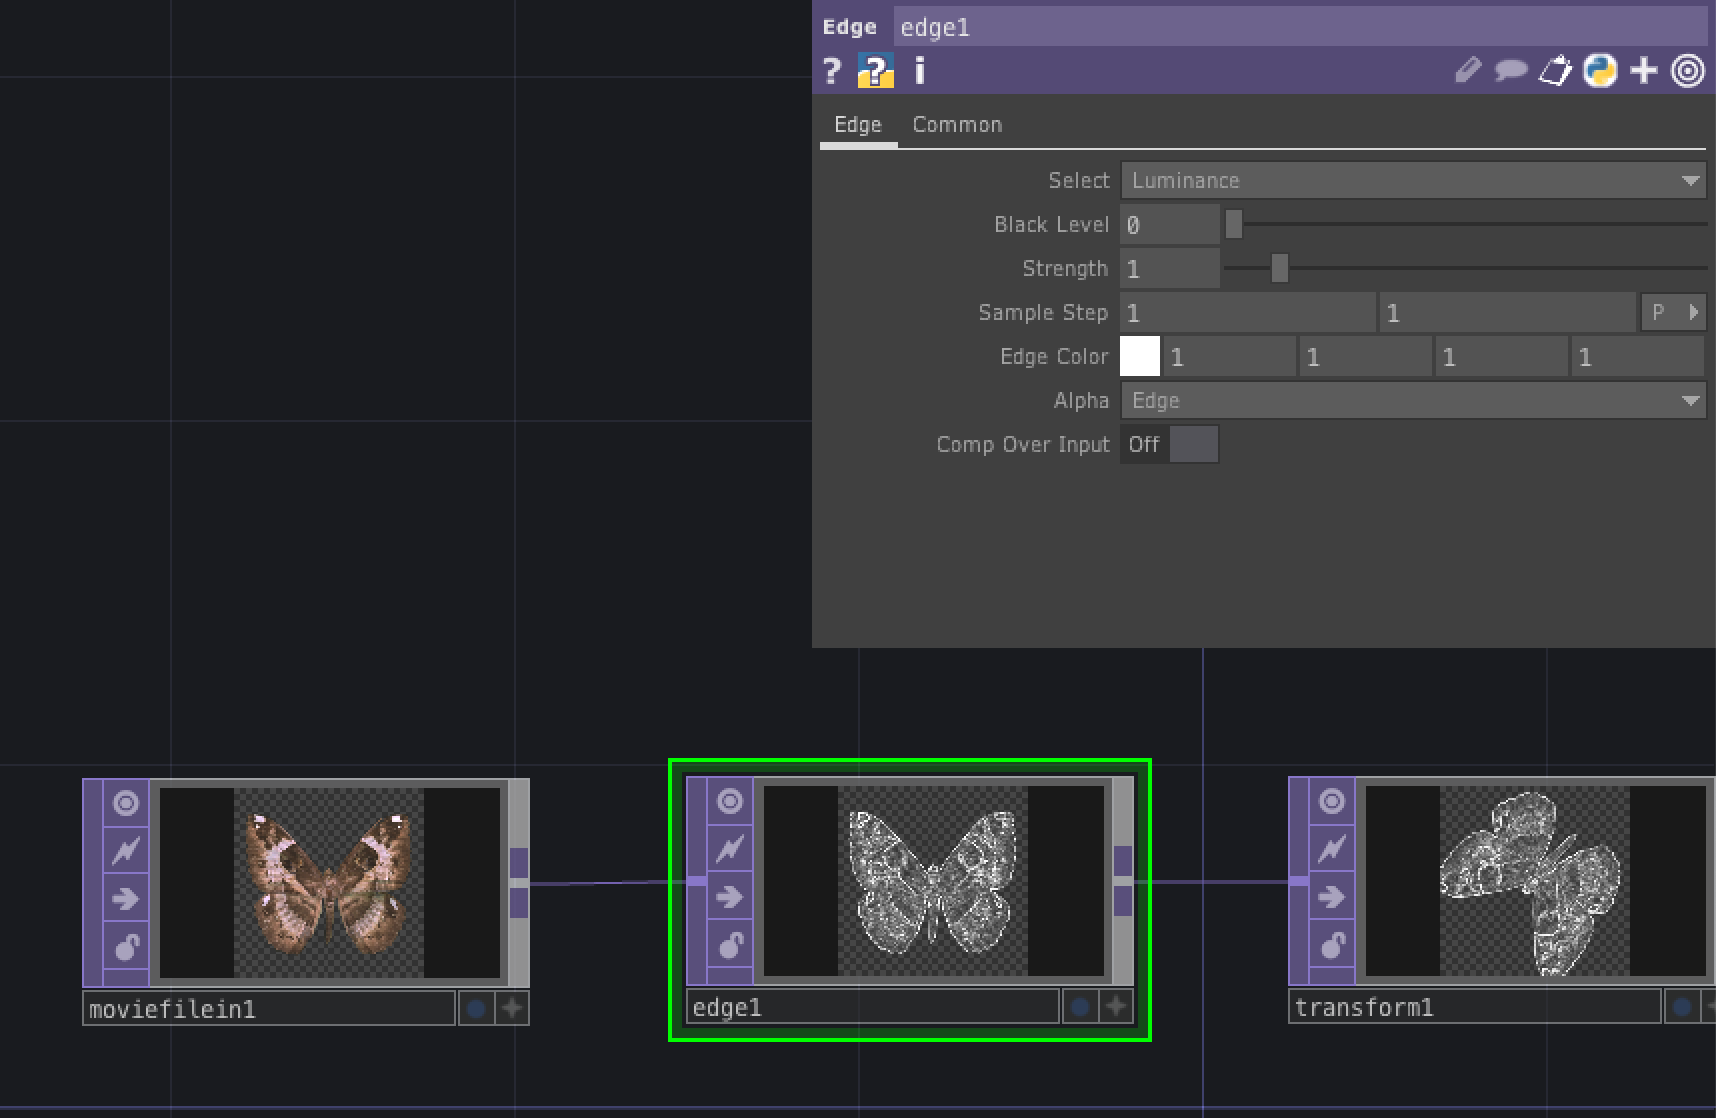 Edge edge1
? ? i
Edge Common
Select Luminance
Black Level 0
Strength 1
Sample Step 1 1 P
Edge Color 1 1 1 1
Alpha Edge
Comp Over Input Off
moviefilein1
edge1
transform1